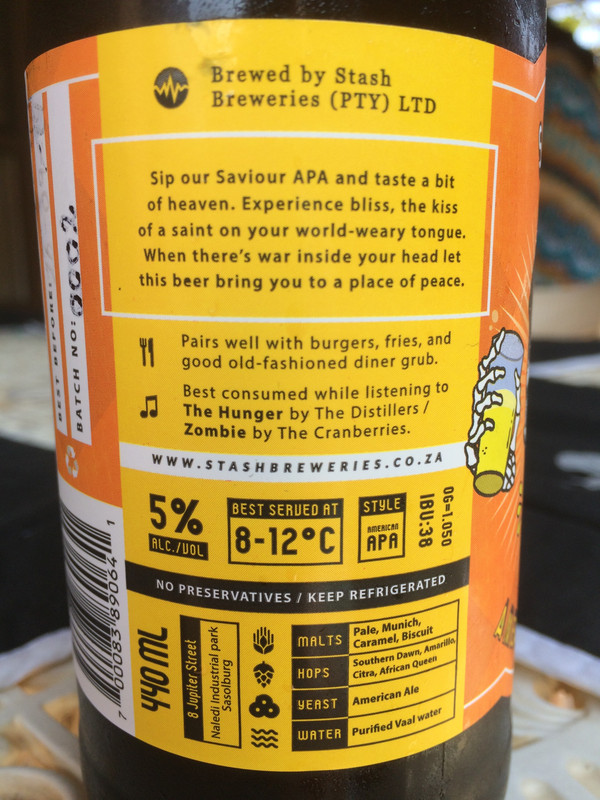 Brewed by Stash
Breweries (PTY) LTD
Sip our Saviour APA and taste a bit
of heaven. Experience bliss, the kiss
of a saint on your world-weary tongue.
When there's war inside your head let
this beer bring you to a place of peace.
Pairs well with burgers, fries, and
good old-fashioned diner grub.
Best consumed while listening to
The Hunger by The Distillers /
Zombie by The Cranberries.
WWW.STASHBREWERIES.CO.ZA
5%
ALC./VOL
BEST SERVED AT
8-12°C
STYLE
AMERICAN
APA
OG=1.050
IBU:38
NO PRESERVATIVES / KEEP REFRIGERATED
440 ML
8 Jupiter Street
Naledi Industrial park
Sasolburg
MALTS
Pale, Munich,
Caramel, Biscuit
HOPS
Southern Dawn, Amarillo,
Citra, African Queen
YEAST
American Ale
WATER
Purified Vaal water
BEST BEFORE:
BATCH NO:
7 00083 89064 1